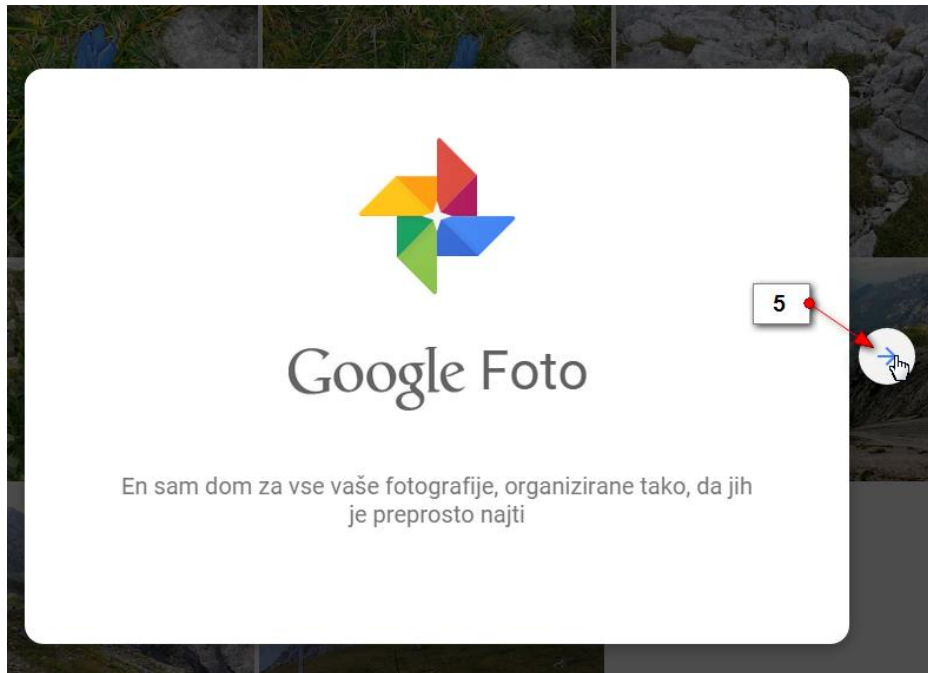 5
Google Foto
En sam dom za vse vaše fotografije, organizirane tako, da jih
je preprosto najti